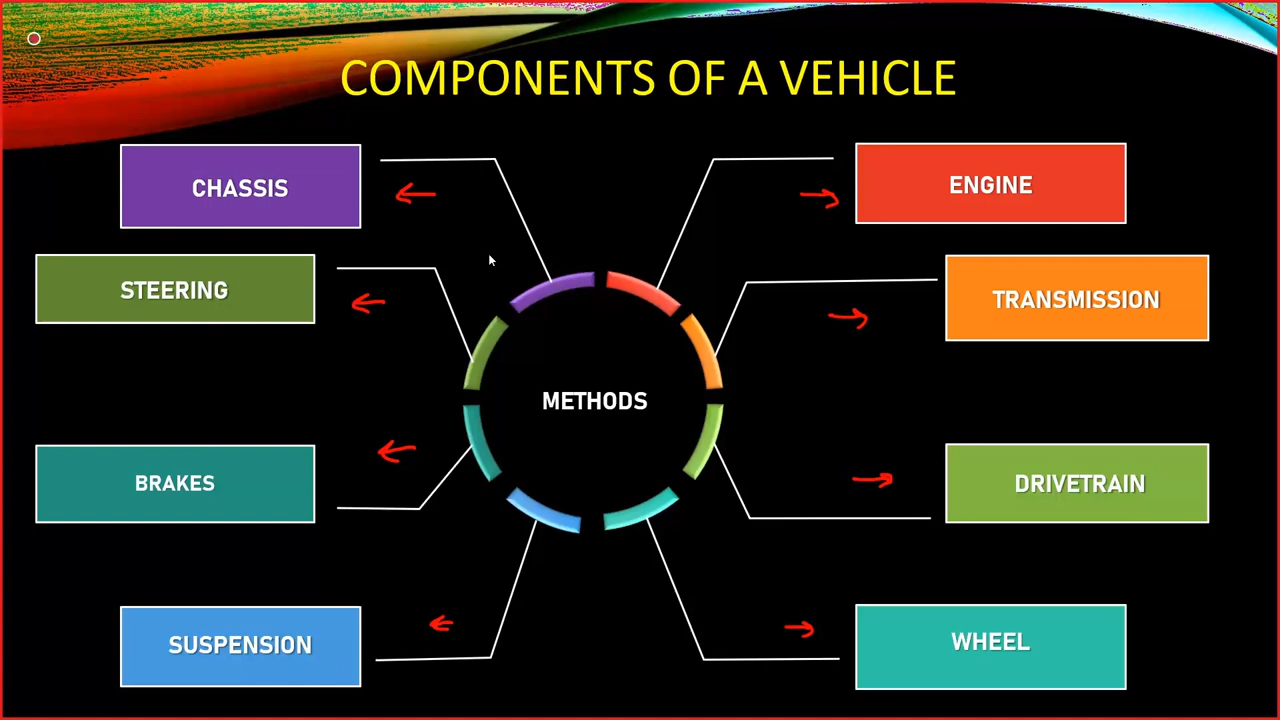 COMPONENTS OF A VEHICLE
CHASSIS
ENGINE
STEERING
TRANSMISSION
METHODS
BRAKES
DRIVETRAIN
SUSPENSION
WHEEL